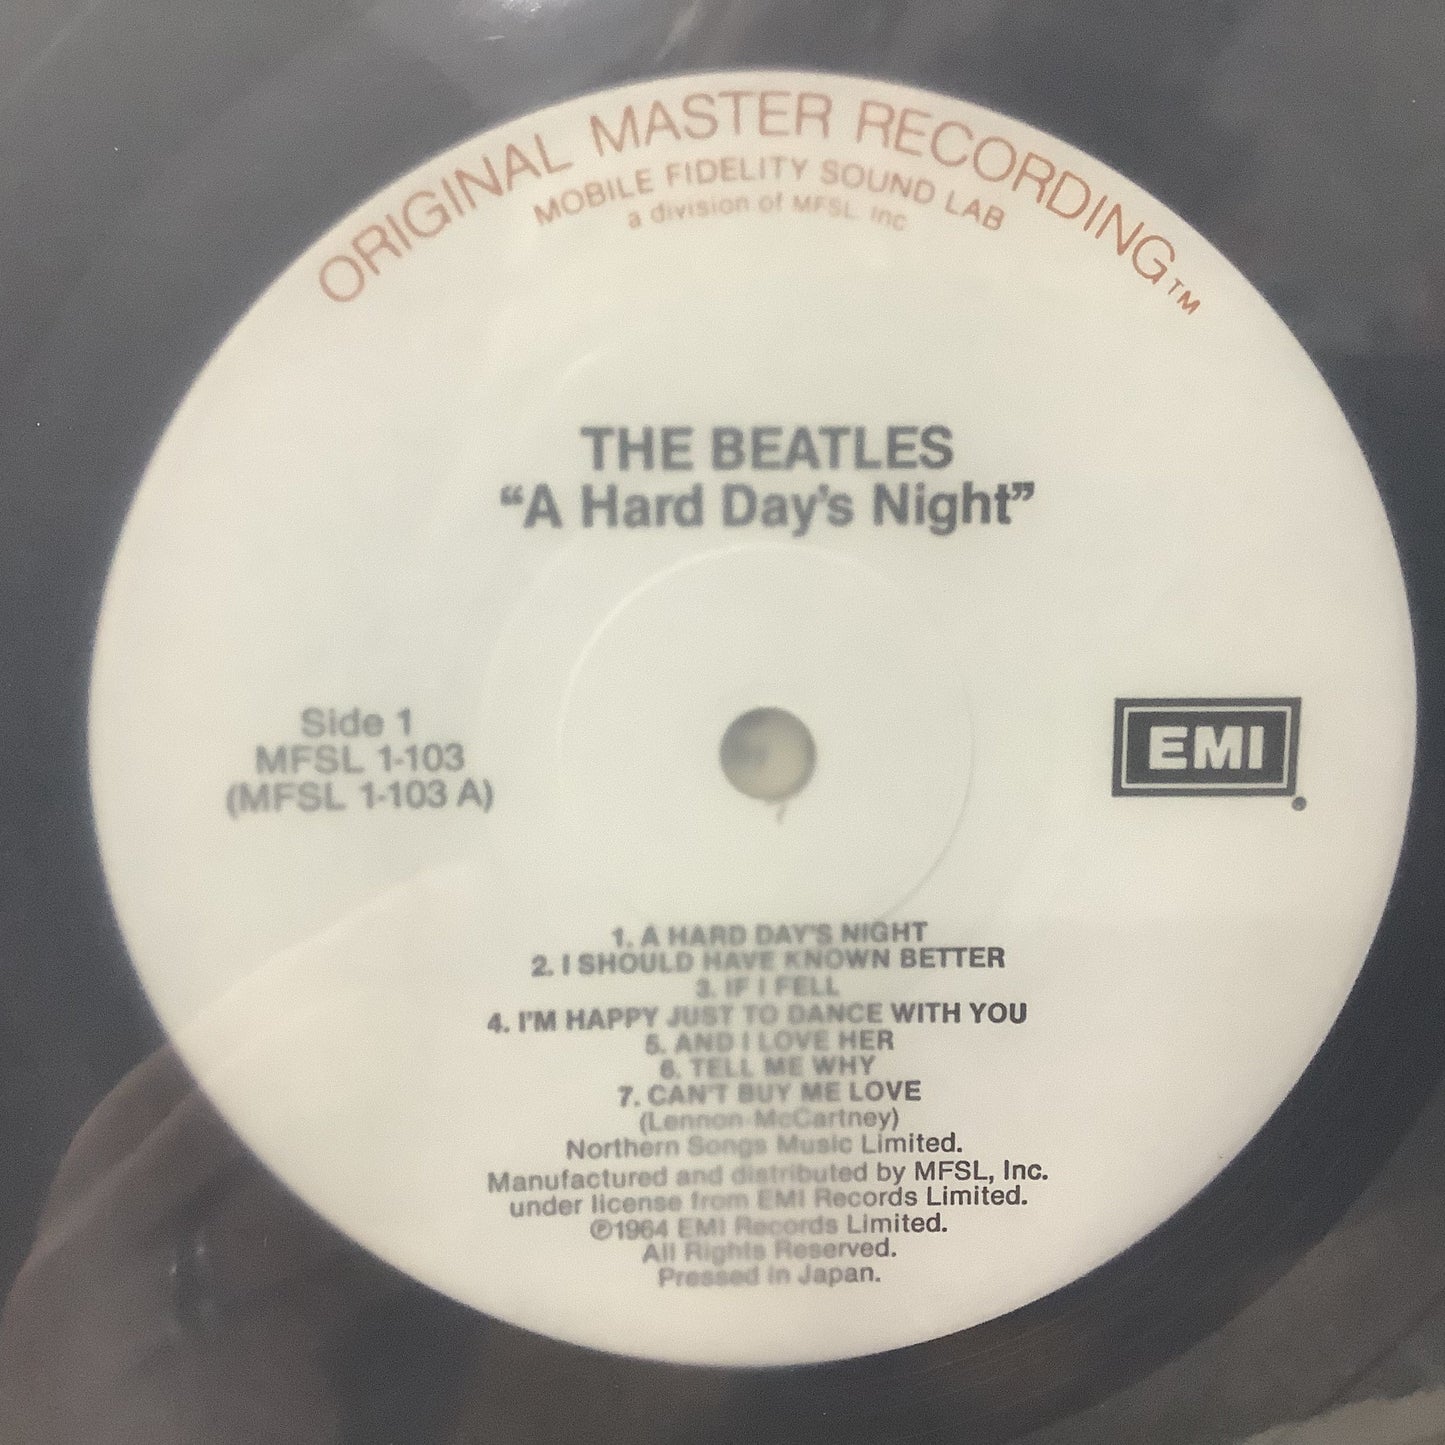 ORIGINAL MASTER RECORDING™
MOBILE FIDELITY SOUND LAB
a division of MFSL, Inc
THE BEATLES
“A Hard Day's Night”
Side 1
MFSL 1-103
(MFSL 1-103 A)
EMI
1. A HARD DAY'S NIGHT
2. I SHOULD HAVE KNOWN BETTER
3. IF I FELL
4. I'M HAPPY JUST TO DANCE WITH YOU
5. AND I LOVE HER
6. TELL ME WHY
7. CAN'T BUY ME LOVE
(Lennon-McCartney)
Northern Songs Music Limited.
Manufactured and distributed by MFSL, Inc.
under license from EMI Records Limited.
℗1964 EMI Records Limited.
All Rights Reserved.
Pressed in Japan.